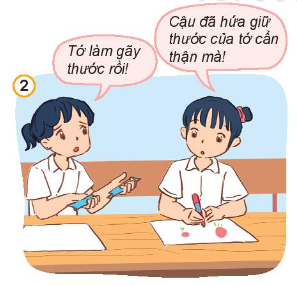 Tớ làm gãy
thước rồi!
Cậu đã hứa giữ
thước của tớ cẩn
thận mà!
2